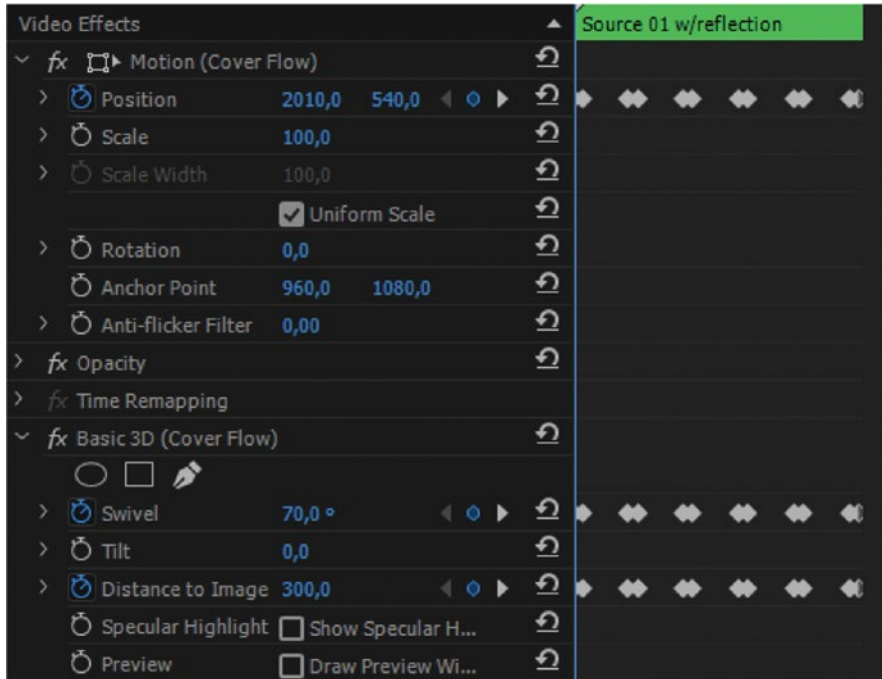 Video Effects
Source 01 w/reflection
fx Motion (Cover Flow)
Position 2010,0 540,0
Scale 100,0
Scale Width 100,0
Uniform Scale
Rotation 0,0
Anchor Point 960,0 1080,0
Anti-flicker Filter 0,00
fx Opacity
fx Time Remapping
fx Basic 3D (Cover Flow)
Swivel 70,0 °
Tilt 0,0
Distance to Image 300,0
Specular Highlight Show Specular H...
Preview Draw Preview Wi...